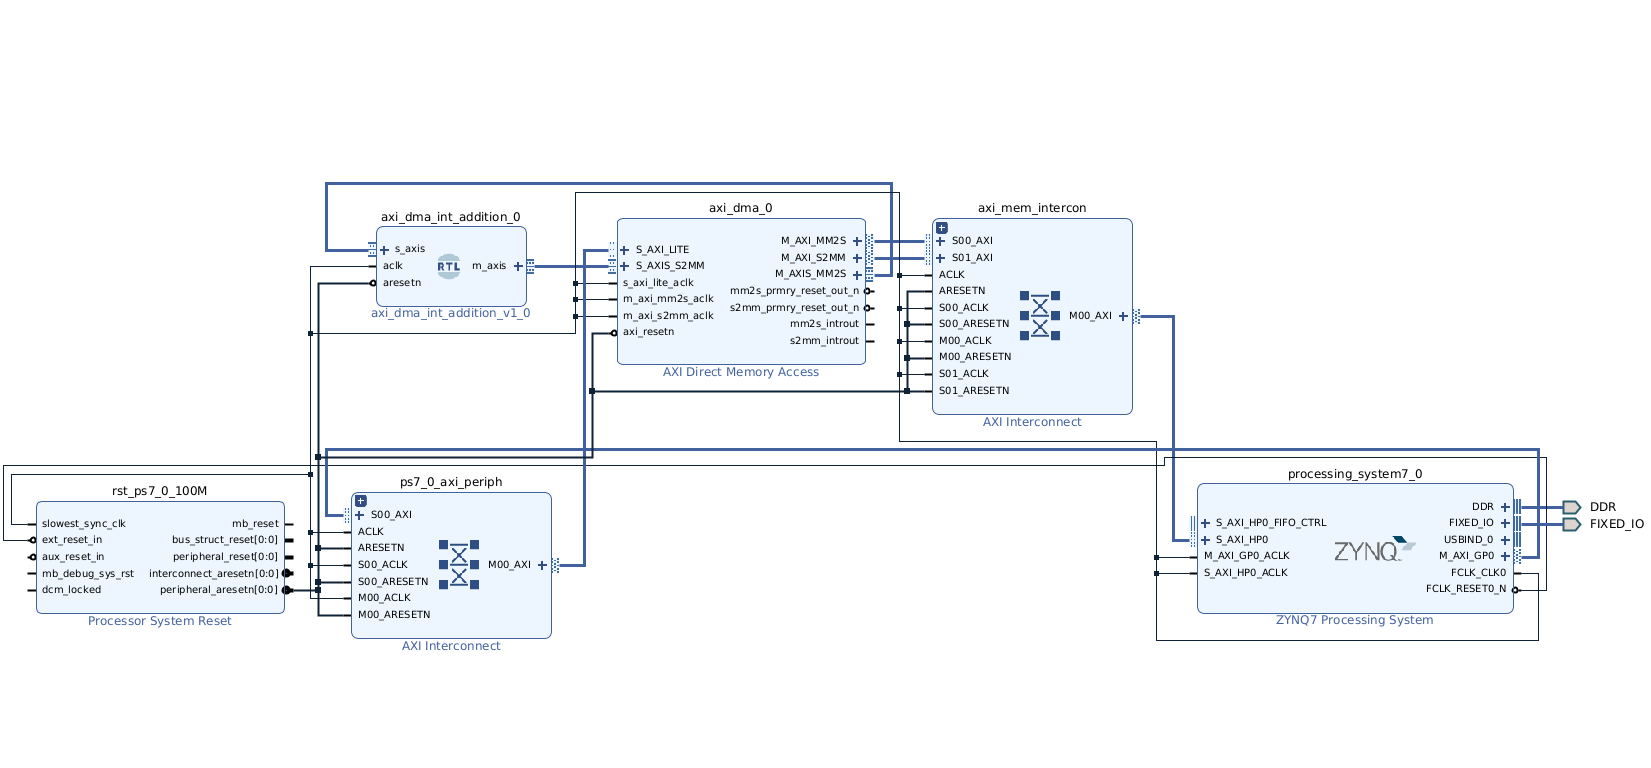 axi_dma_int_addition_0
s_axis
aclk
aresetn
RTL
m_axis
axi_dma_int_addition_v1_0
axi_dma_0
S_AXI_LITE
S_AXIS_S2MM
s_axi_lite_aclk
m_axi_mm2s_aclk
m_axi_s2mm_aclk
axi_resetn
M_AXI_MM2S
M_AXI_S2MM
M_AXIS_MM2S
mm2s_prmry_reset_out_n
s2mm_prmry_reset_out_n
mm2s_introut
s2mm_introut
AXI Direct Memory Access
axi_mem_intercon
S00_AXI
S01_AXI
ACLK
ARESETN
S00_ACLK
S00_ARESETN
M00_ACLK
M00_ARESETN
S01_ACLK
S01_ARESETN
M00_AXI
AXI Interconnect
rst_ps7_0_100M
slowest_sync_clk
ext_reset_in
aux_reset_in
mb_debug_sys_rst
dcm_locked
mb_reset
bus_struct_reset[0:0]
peripheral_reset[0:0]
interconnect_aresetn[0:0]
peripheral_aresetn[0:0]
Processor System Reset
ps7_0_axi_periph
S00_AXI
ACLK
ARESETN
S00_ACLK
S00_ARESETN
M00_ACLK
M00_ARESETN
M00_AXI
AXI Interconnect
processing_system7_0
S_AXI_HP0_FIFO_CTRL
S_AXI_HP0
M_AXI_GP0_ACLK
S_AXI_HP0_ACLK
ZYNQ
DDR
FIXED_IO
USBIND_0
M_AXI_GP0
FCLK_CLK0
FCLK_RESET0_N
ZYNQ7 Processing System
DDR
FIXED_IO